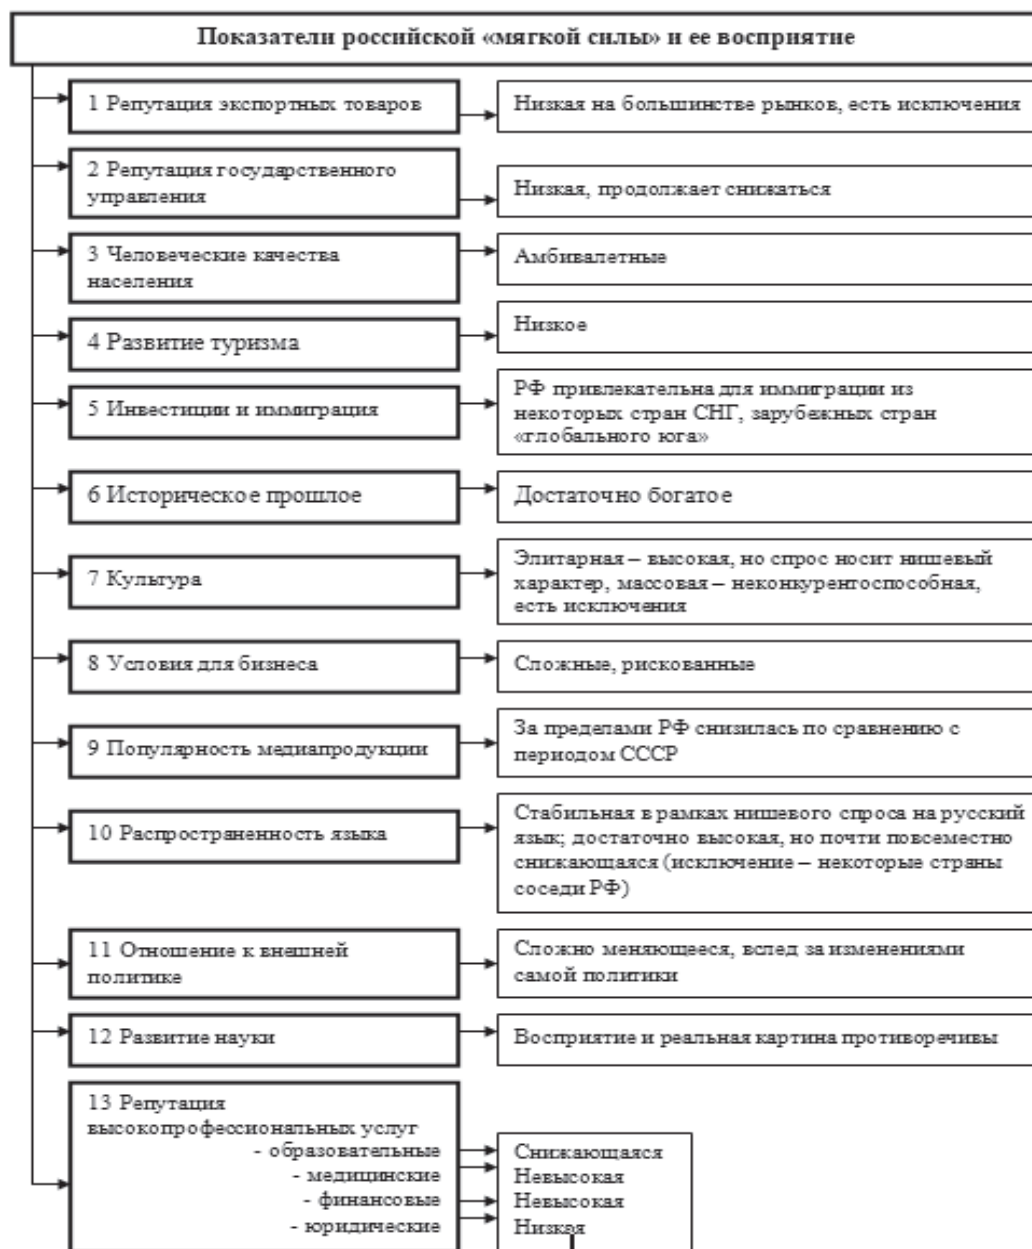 Показатели российской «мягкой силы» и ее восприятие
1 Репутация экспортных товаров
Низкая на большинстве рынков, есть исключения
2 Репутация государственного
управления
Низкая, продолжает снижаться
3 Человеческие качества
населения
Амбивалетные
4 Развитие туризма
Низкое
5 Инвестиции и иммиграция
РФ привлекательна для иммиграции из
некоторых стран СНГ, зарубежных стран
«глобального юга»
6 Историческое прошлое
Достаточно богатое
7 Культура
Элитарная – высокая, но спрос носит нишевый
характер, массовая – неконкурентоспособная,
есть исключения
8 Условия для бизнеса
Сложные, рискованные
9 Популярность медиапродукции
За пределами РФ снизилась по сравнению с
периодом СССР
10 Распространенность языка
Стабильная в рамках нишевого спроса на русский
язык; достаточно высокая, но почти повсеместно
снижающаяся (исключение – некоторые страны
соседи РФ)
11 Отношение к внешней
политике
Сложно меняющееся, вслед за изменениями
самой политики
12 Развитие науки
Восприятие и реальная картина противоречивы
13 Репутация
высокопрофессиональных услуг
- образовательные
- медицинские
- финансовые
- юридические
Снижающаяся
Невысокая
Невысокая
Низкая